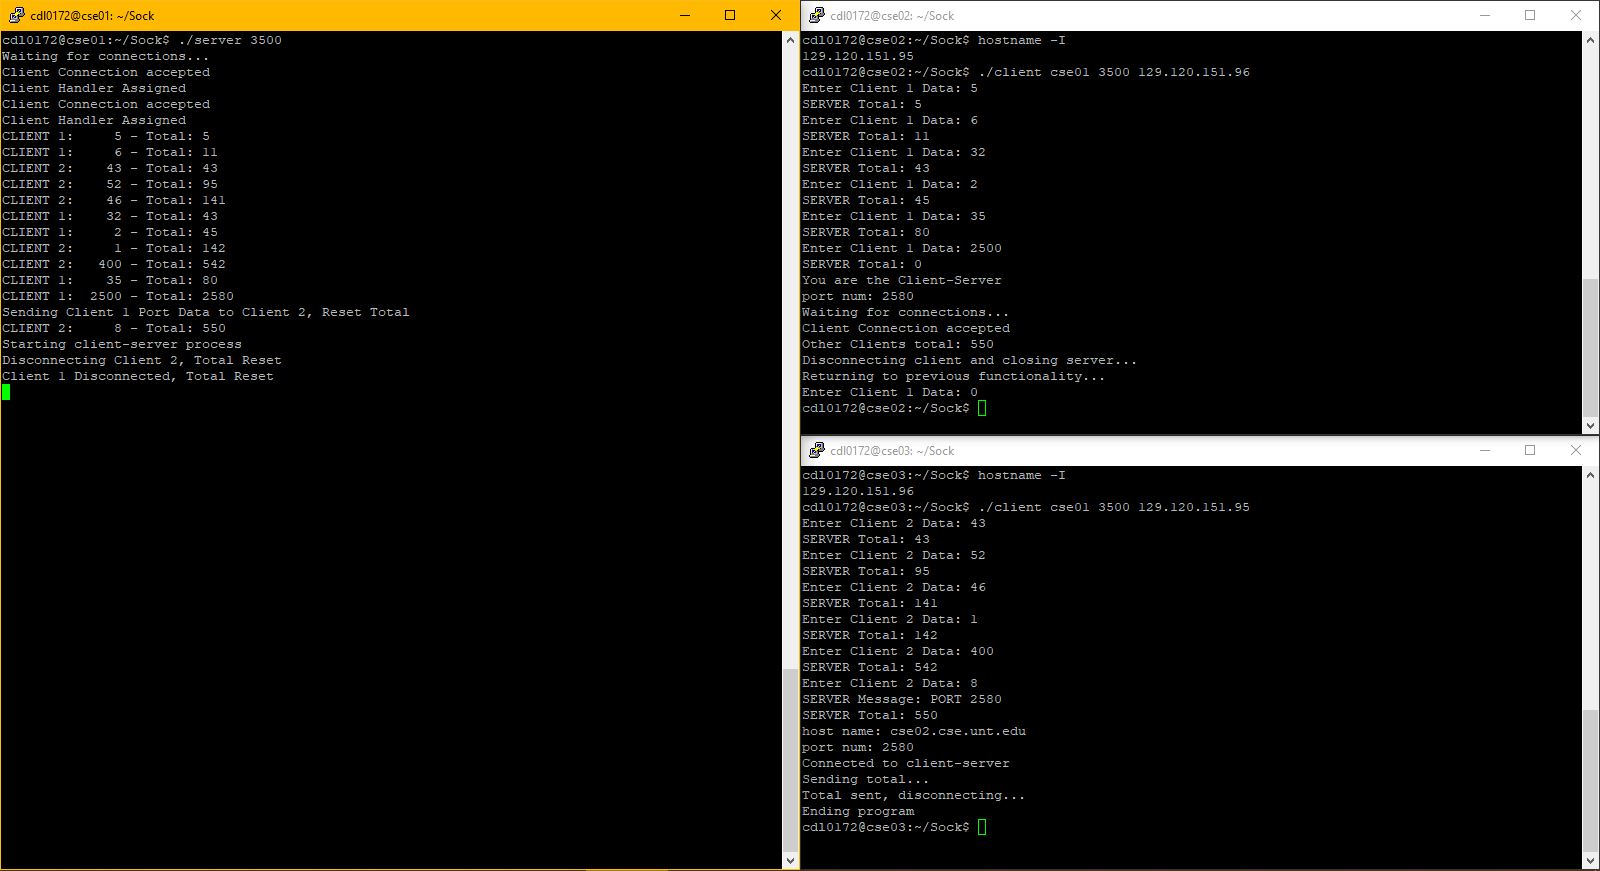 cdl0172@cse01: ~/Sock
cdl0172@cse01:~/Sock$ ./server 3500
Waiting for connections...
Client Connection accepted
Client Handler Assigned
Client Connection accepted
Client Handler Assigned
CLIENT 1:     5 - Total: 5
CLIENT 1:     6 - Total: 11
CLIENT 2:    43 - Total: 43
CLIENT 2:    52 - Total: 95
CLIENT 2:    46 - Total: 141
CLIENT 1:    32 - Total: 43
CLIENT 1:     2 - Total: 45
CLIENT 2:     1 - Total: 142
CLIENT 2:   400 - Total: 542
CLIENT 1:    35 - Total: 80
CLIENT 1:  2500 - Total: 2580
Sending Client 1 Port Data to Client 2, Reset Total
CLIENT 2:     8 - Total: 550
Starting client-server process
Disconnecting Client 2, Total Reset
Client 1 Disconnected, Total Reset
cdl0172@cse02: ~/Sock
cdl0172@cse02:~/Sock$ hostname -I
129.120.151.95
cdl0172@cse02:~/Sock$ ./client cse01 3500 129.120.151.96
Enter Client 1 Data: 5
SERVER Total: 5
Enter Client 1 Data: 6
SERVER Total: 11
Enter Client 1 Data: 32
SERVER Total: 43
Enter Client 1 Data: 2
SERVER Total: 45
Enter Client 1 Data: 35
SERVER Total: 80
Enter Client 1 Data: 2500
SERVER Total: 0
You are the Client-Server
port num: 2580
Waiting for connections...
Client Connection accepted
Other Clients total: 550
Disconnecting client and closing server...
Returning to previous functionality...
Enter Client 1 Data: 0
cdl0172@cse02:~/Sock$
cdl0172@cse03: ~/Sock
cdl0172@cse03:~/Sock$ hostname -I
129.120.151.96
cdl0172@cse03:~/Sock$ ./client cse01 3500 129.120.151.95
Enter Client 2 Data: 43
SERVER Total: 43
Enter Client 2 Data: 52
SERVER Total: 95
Enter Client 2 Data: 46
SERVER Total: 141
Enter Client 2 Data: 1
SERVER Total: 142
Enter Client 2 Data: 400
SERVER Total: 542
Enter Client 2 Data: 8
SERVER Message: PORT 2580
SERVER Total: 550
host name: cse02.cse.unt.edu
port num: 2580
Connected to client-server
Sending total...
Total sent, disconnecting...
Ending program
cdl0172@cse03:~/Sock$